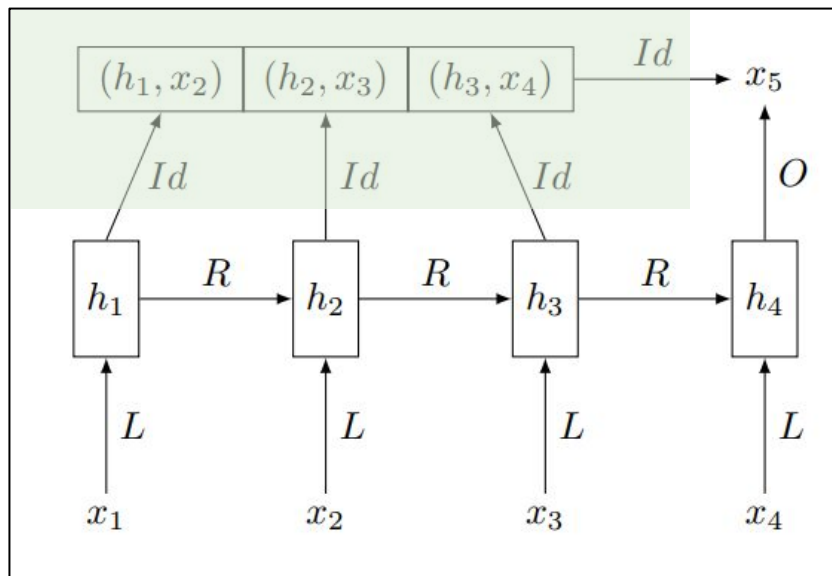 (h₁, x₂) (h₂, x₃) (h₃, x₄) Id x₅
Id Id Id O
R R R
h₁ h₂ h₃ h₄
L L L L
x₁ x₂ x₃ x₄